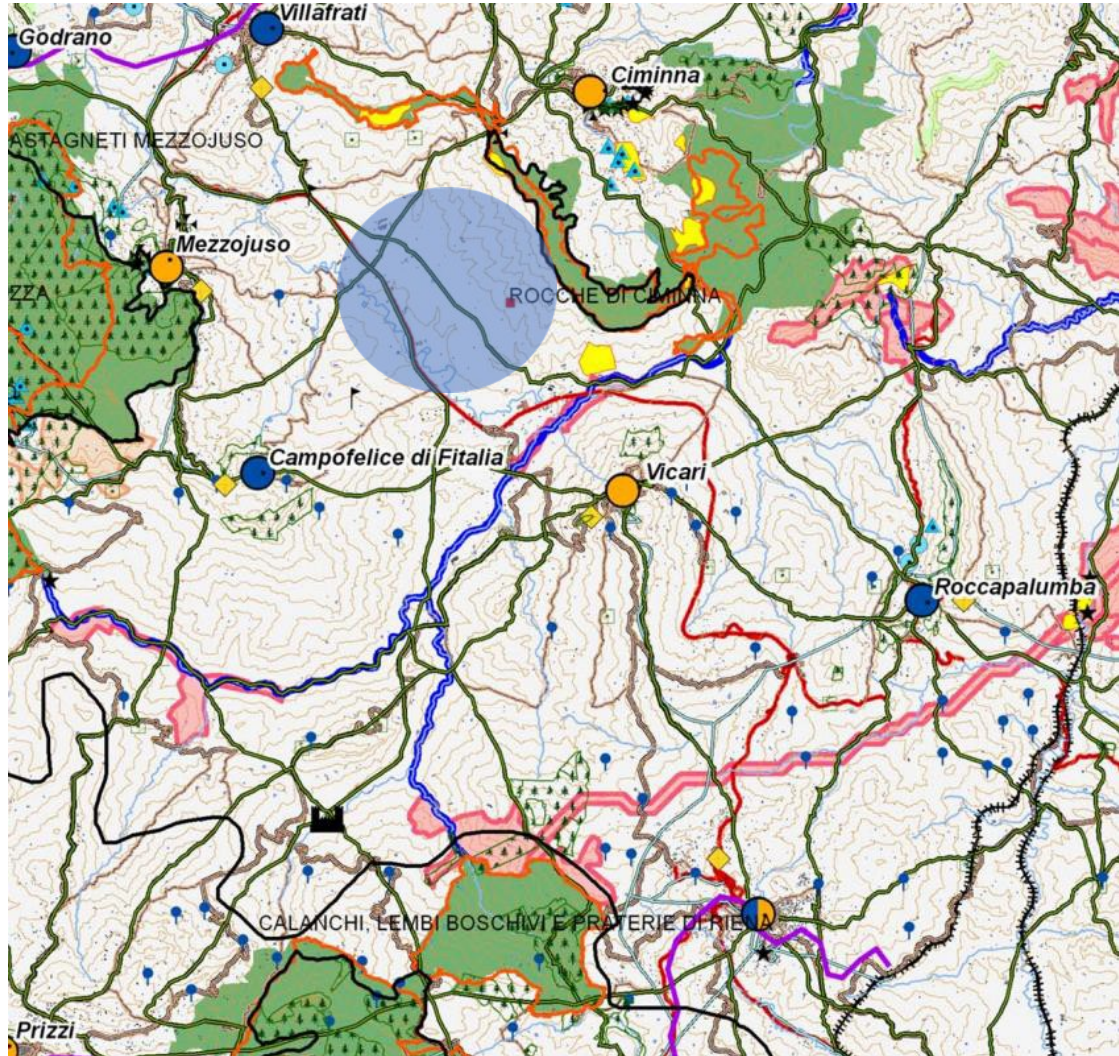 Villafrati
Godrano
Ciminna
ASTAGNETI MEZZOJUSO
Mezzojuso
ZZA
ROCCHE DI CIMINNA
Campofelice di Fitalia
Vicari
Roccapalumba
CALANCHI, LEMBI BOSCHIVI E PRATERIE DI RIENA
Prizzi